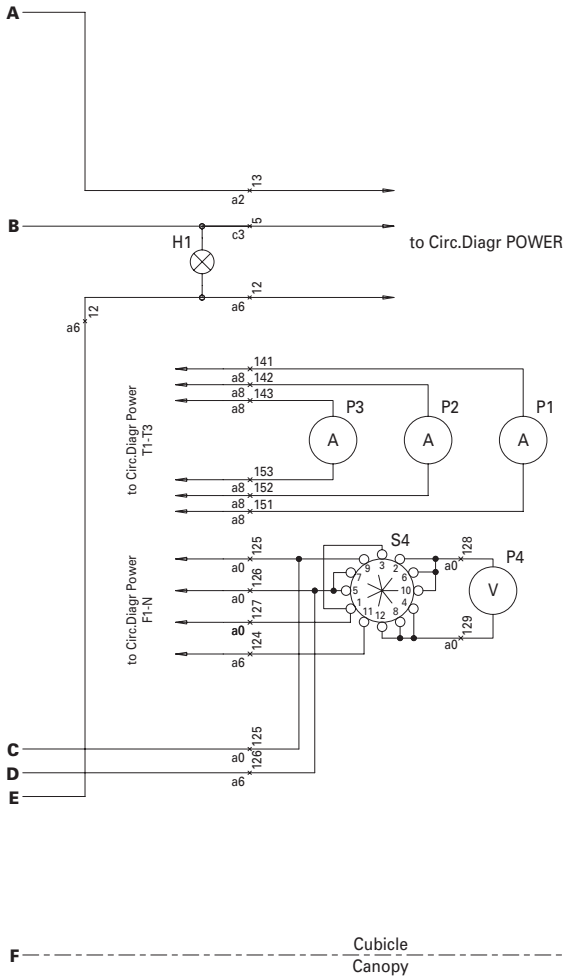 A
13
a2
B
5
c3
H1
to Circ.Diagr POWER
12
a6
12
a6
141
a8
142
a8
143
a8
P3
P2
P1
A
A
A
to Circ.Diagr Power
T1-T3
153
a8
152
a8
151
a8
125
a0
126
a0
127
a0
124
a6
to Circ.Diagr Power
F1-N
S4
9
3
2
7
6
5
10
1
4
11
12
8
128
a0
P4
V
129
a0
C
125
a0
D
126
a6
E
F
Cubicle
Canopy